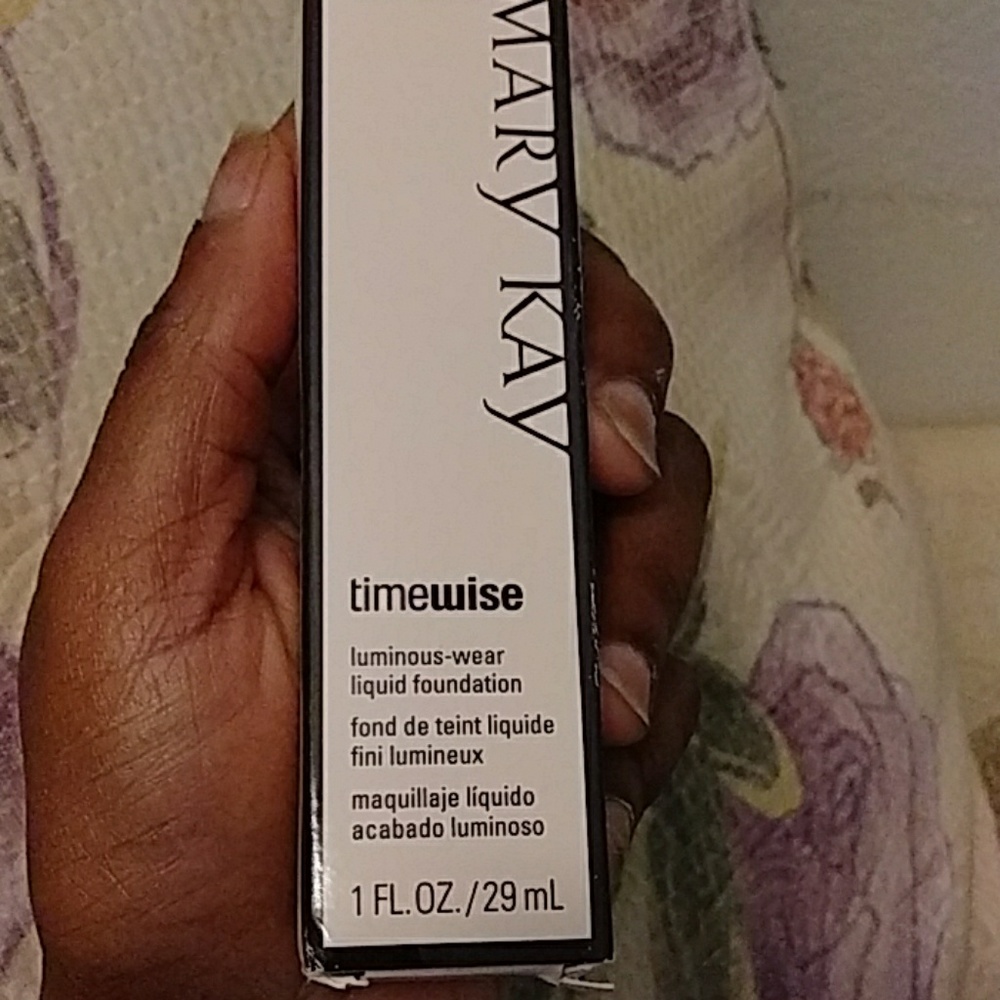 MARY KAY
timewise
luminous-wear
liquid foundation
fond de teint liquide
fini lumineux
maquillaje líquido
acabado luminoso
1 FL.OZ./29 mL